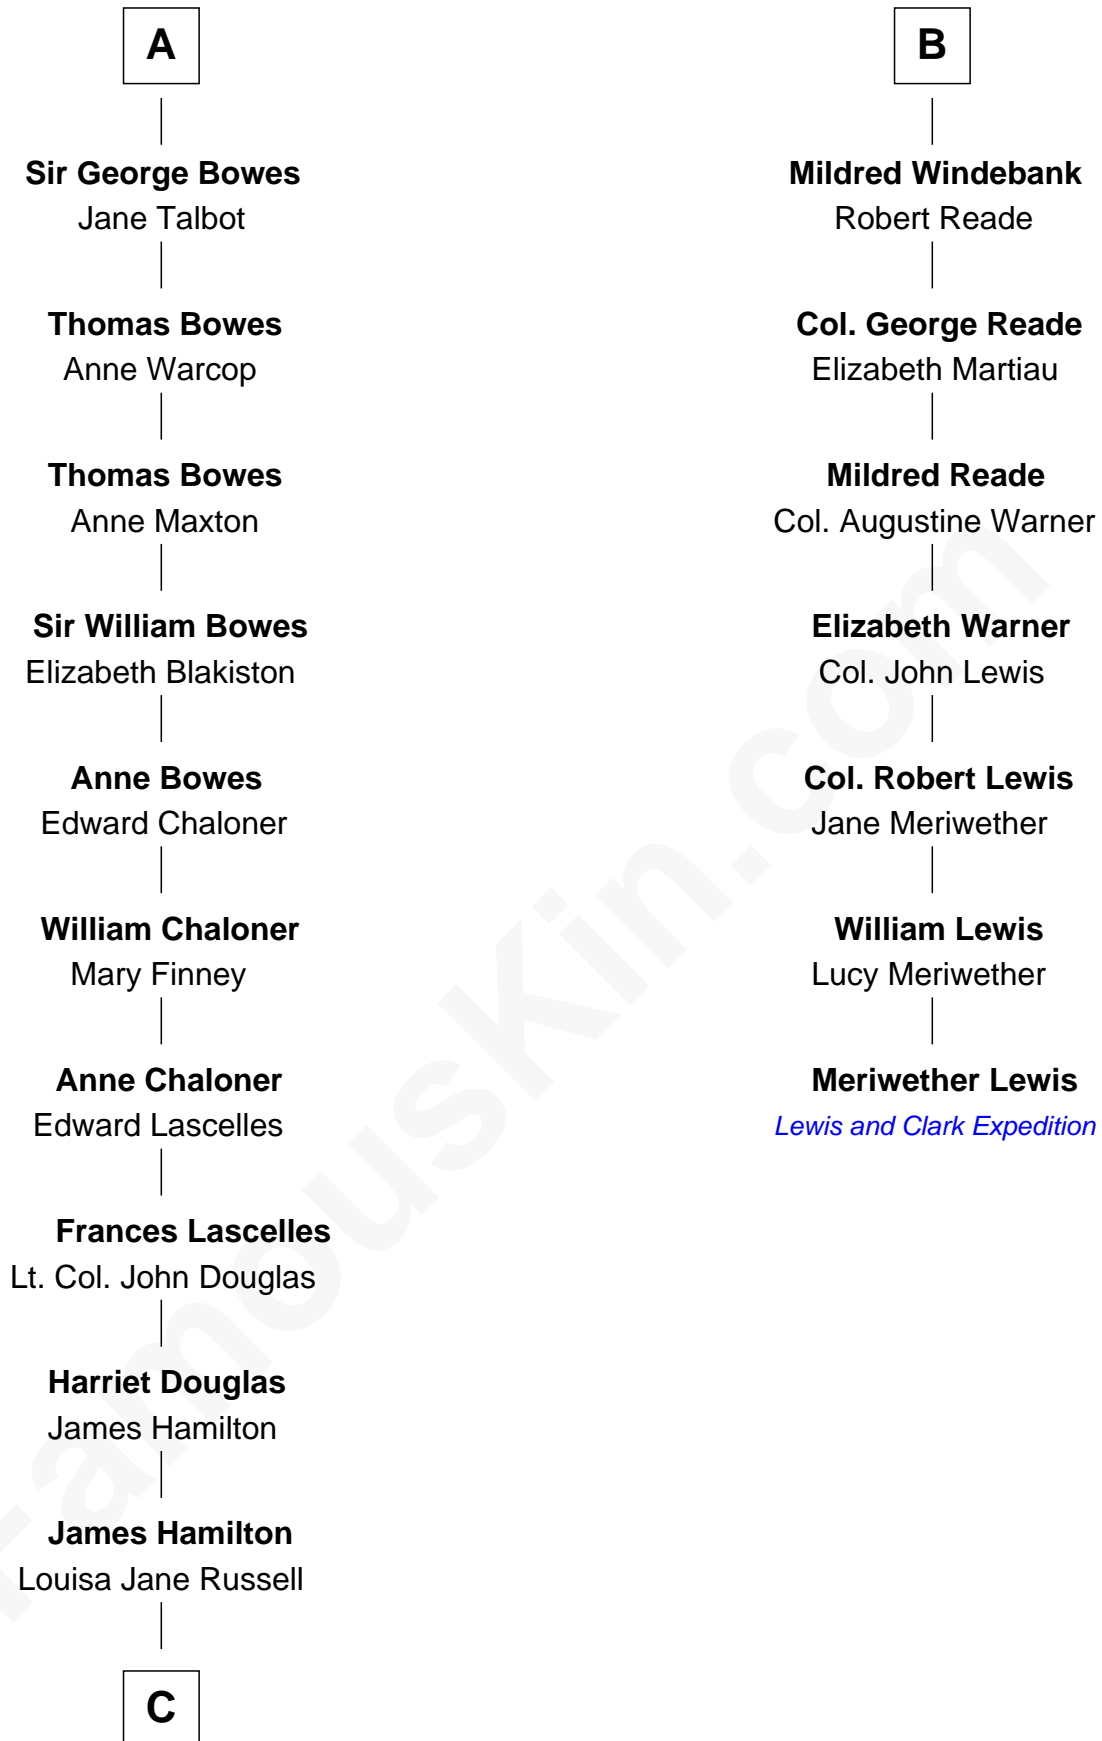 A
Sir George Bowes
Jane Talbot
Thomas Bowes
Anne Warcop
Thomas Bowes
Anne Maxton
Sir William Bowes
Elizabeth Blakiston
Anne Bowes
Edward Chaloner
William Chaloner
Mary Finney
Anne Chaloner
Edward Lascelles
Frances Lascelles
Lt. Col. John Douglas
Harriet Douglas
James Hamilton
James Hamilton
Louisa Jane Russell
C
B
Mildred Windebank
Robert Reade
Col. George Reade
Elizabeth Martiau
Mildred Reade
Col. Augustine Warner
Elizabeth Warner
Col. John Lewis
Col. Robert Lewis
Jane Meriwether
William Lewis
Lucy Meriwether
Meriwether Lewis
Lewis and Clark Expedition
FamousKin.com